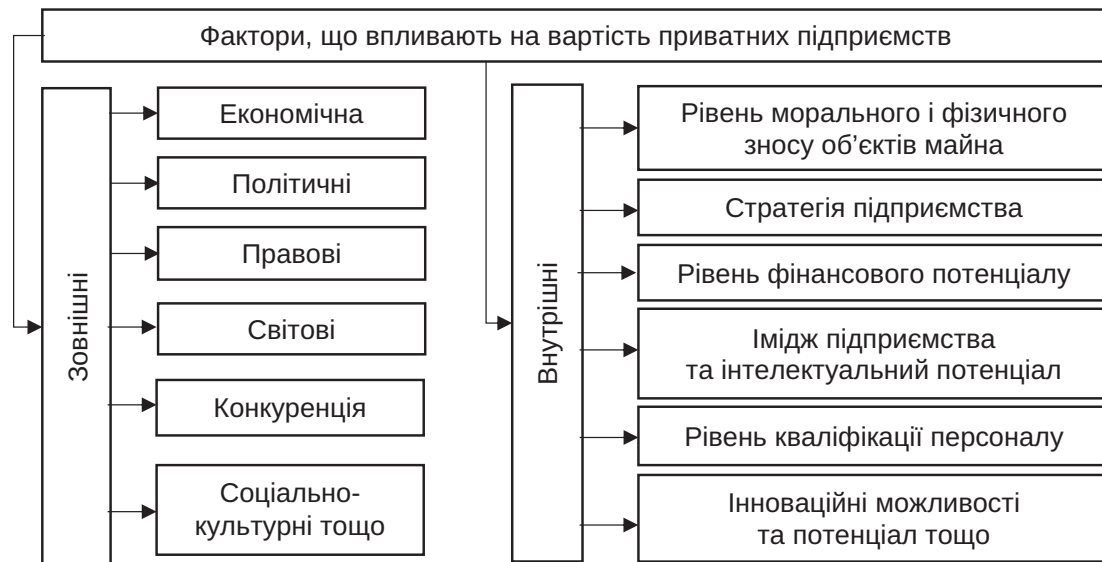 Фактори, що впливають на вартість приватних підприємств
Зовнішні
Економічна
Політичні
Правові
Світові
Конкуренція
Соціально-
культурні тощо
Внутрішні
Рівень морального і фізичного
зносу об’єктів майна
Стратегія підприємства
Рівень фінансового потенціалу
Імідж підприємства
та інтелектуальний потенціал
Рівень кваліфікації персоналу
Інноваційні можливості
та потенціал тощо